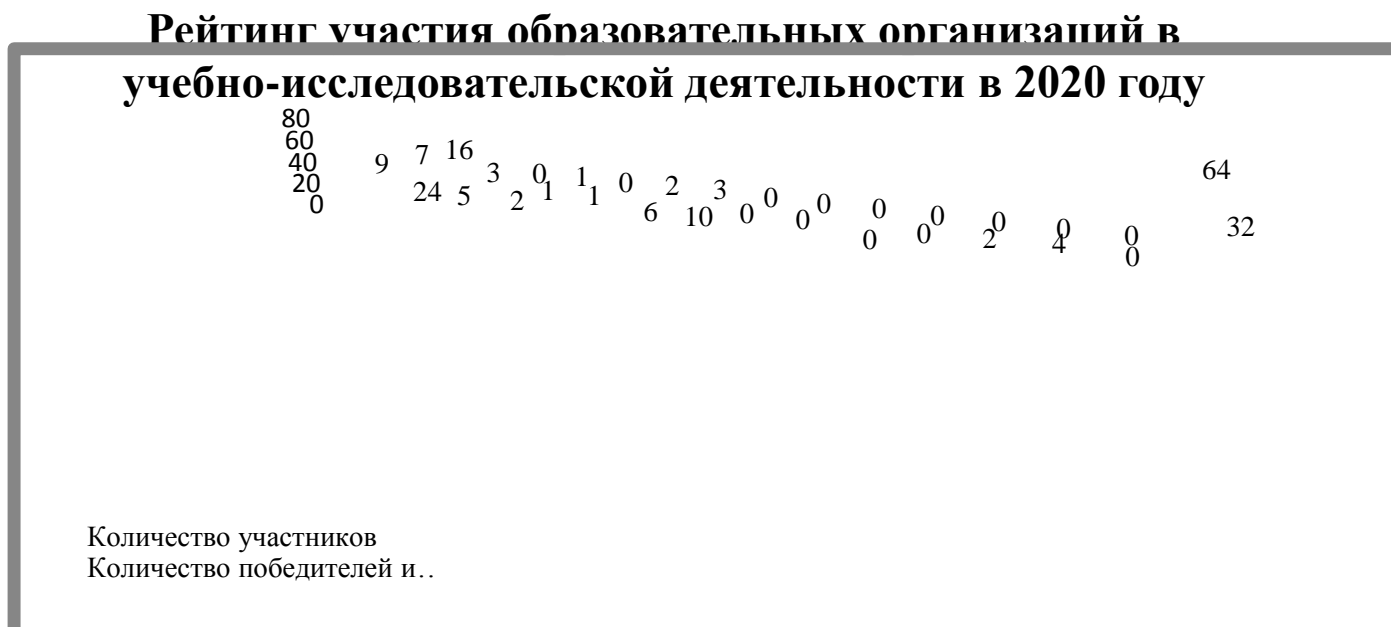 Рейтинг участия образовательных организаций в
учебно-исследовательской деятельности в 2020 году
80
60
40
20
0
9 7 16 3 0 1 0 2 3 0 0 0 0 0 0 0 64
24 5 2 1 1 6 10 0 0 0 0 2 4 0 32
Количество участников
Количество победителей и..